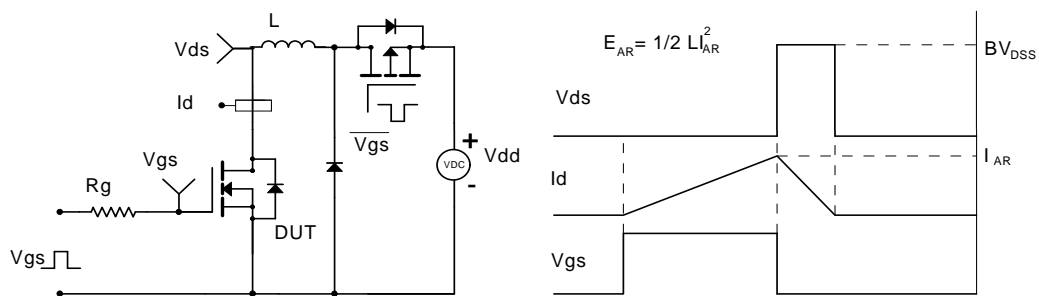 L
Vds
Id
Vgs
Vgs
Rg
DUT
Vgs
VDC
+
Vdd
-
E_AR = 1/2 LI²_AR
BV_DSS
Vds
I_AR
Id
Vgs